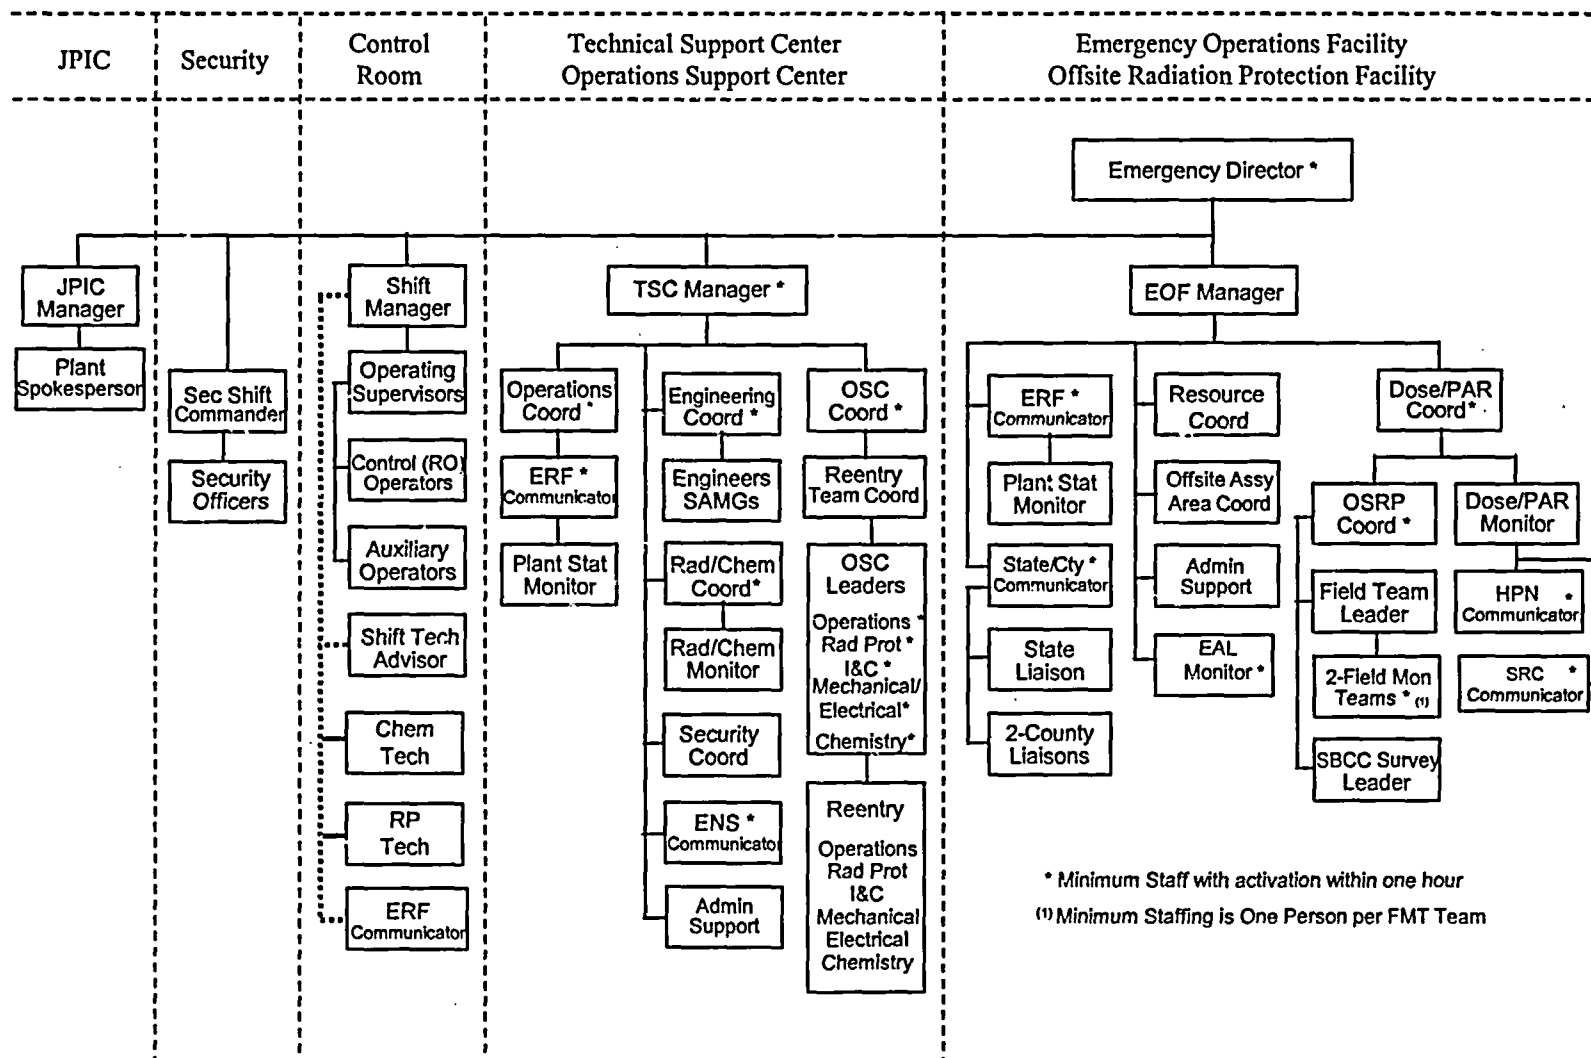 JPIC
Security
Control
Room
Technical Support Center
Operations Support Center
Emergency Operations Facility
Offsite Radiation Protection Facility
Emergency Director *
JPIC
Manager
Plant
Spokesperson
Sec Shift
Commander
Security
Officers
Shift
Manager
Operating
Supervisors
Control (RO)
Operators
Auxiliary
Operators
Shift Tech
Advisor
Chem
Tech
RP
Tech
ERF
Communicator
TSC Manager *
Operations
Coord *
ERF *
Communicator
Plant Stat
Monitor
Engineering
Coord *
Engineers
SAMGs
Rad/Chem
Coord *
Rad/Chem
Monitor
Security
Coord
ENS *
Communicator
Admin
Support
OSC
Coord *
Reentry
Team Coord
OSC
Leaders
Operations *
Rad Prot *
I&C *
Mechanical/
Electrical*
Chemistry*
Reentry
Operations
Rad Prot
I&C
Mechanical
Electrical
Chemistry
EOF Manager
ERF *
Communicator
Plant Stat
Monitor
State/Cty *
Communicator
State
Liaison
2-County
Liaisons
Resource
Coord
Offsite Assy
Area Coord
Admin
Support
EAL
Monitor *
Dose/PAR
Coord *
OSRP
Coord *
Field Team
Leader
2-Field Mon
Teams * (1)
SBCC Survey
Leader
Dose/PAR
Monitor
HPN *
Communicator
SRC *
Communicator
* Minimum Staff with activation within one hour
(1) Minimum Staffing is One Person per FMT Team